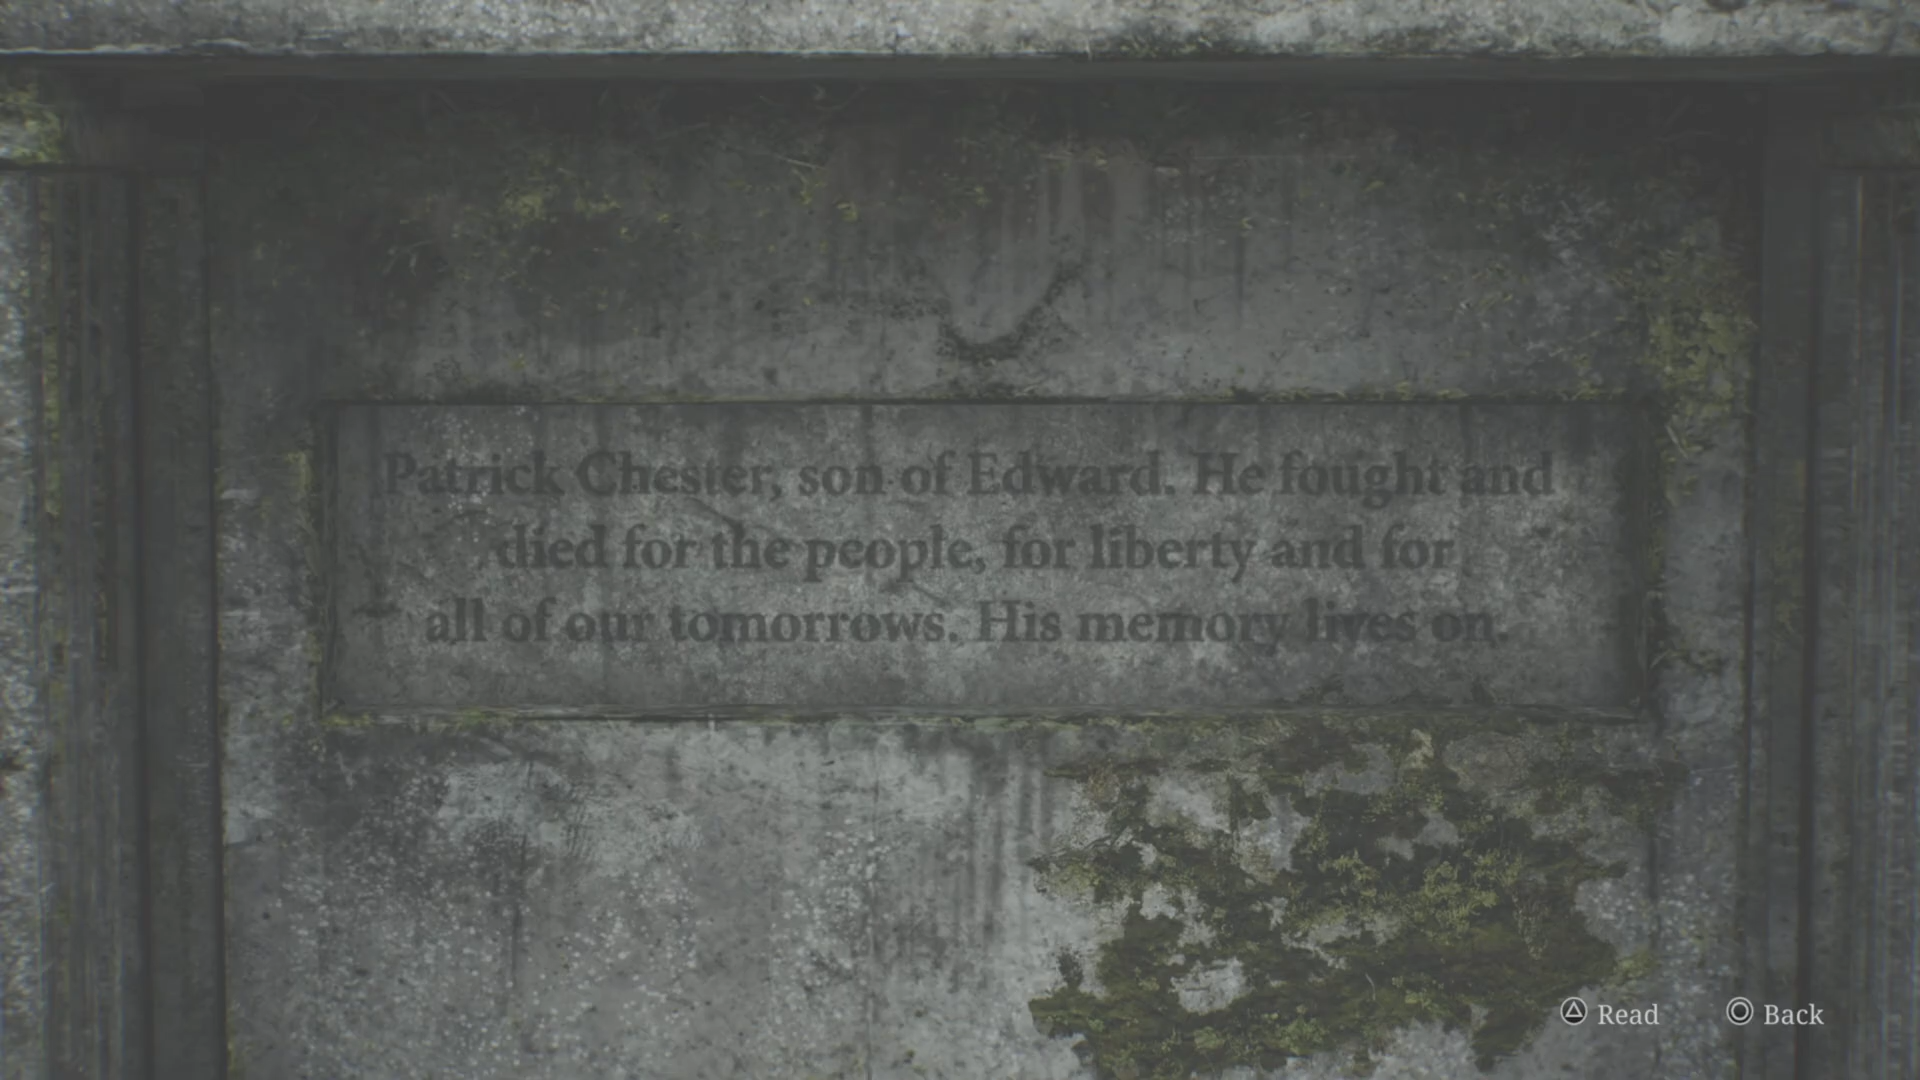 Patrick Chester, son of Edward. He fought and
died for the people, for liberty and for
all of our tomorrows. His memory lives on.
Read
Back